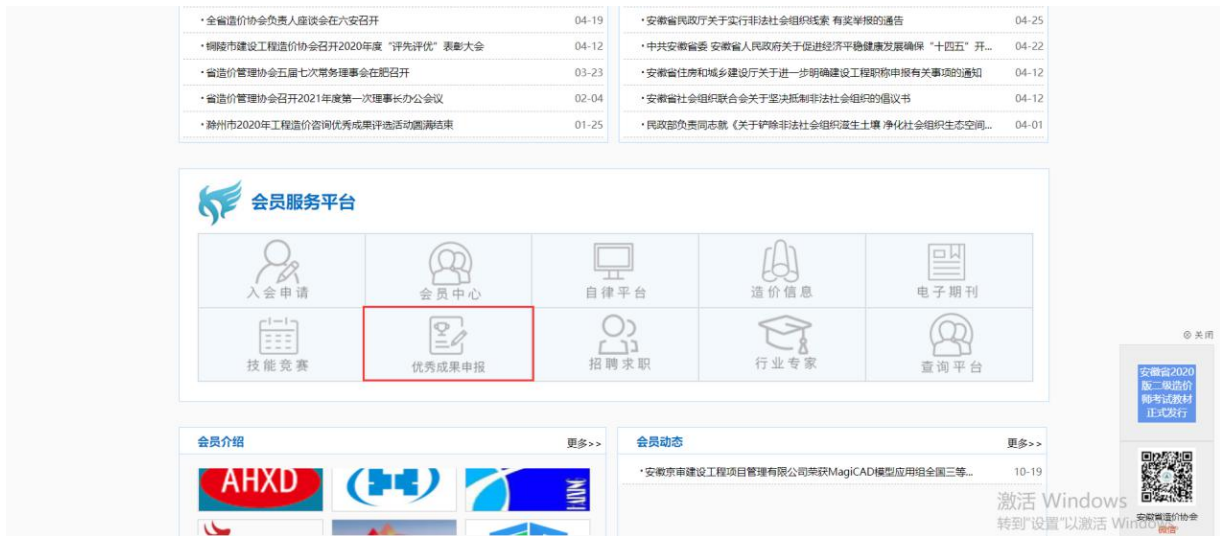 ·全省造价协会负责人座谈会在六安召开 04-19
·铜陵市建设工程造价协会召开2020年度“评先评优”表彰大会 04-12
·省造价管理协会五届七次常务理事会在肥召开 03-23
·省造价管理协会召开2021年度第一次理事长办公会议 02-04
·滁州市2020年工程造价咨询优秀成果评选活动圆满结束 01-25
·安徽省民政厅关于实行非法社会组织线索 有奖举报的通告 04-25
·中共安徽省委 安徽省人民政府关于促进经济平稳健康发展确保“十四五”开... 04-22
·安徽省住房和城乡建设厅关于进一步明确建设工程职称申报有关事项的通知 04-12
·安徽省社会组织联合会关于坚决抵制非法社会组织的倡议书 04-12
·民政部负责同志就《关于铲除非法社会组织滋生土壤 净化社会组织生态空间... 04-01
会员服务平台
入会申请
会员中心
自律平台
造价信息
电子期刊
技能竞赛
优秀成果申报
招聘求职
行业专家
查询平台
⊗ 关闭
安徽省2020
版二级造价
师考试教材
正式发行
会员介绍 更多>>
AHXD
会员动态 更多>>
·安徽京审建设工程项目管理有限公司荣获MagiCAD模型应用组全国三等... 10-19
激活 Windows
转到"设置"以激活 Windows
安徽省造价协会
微信